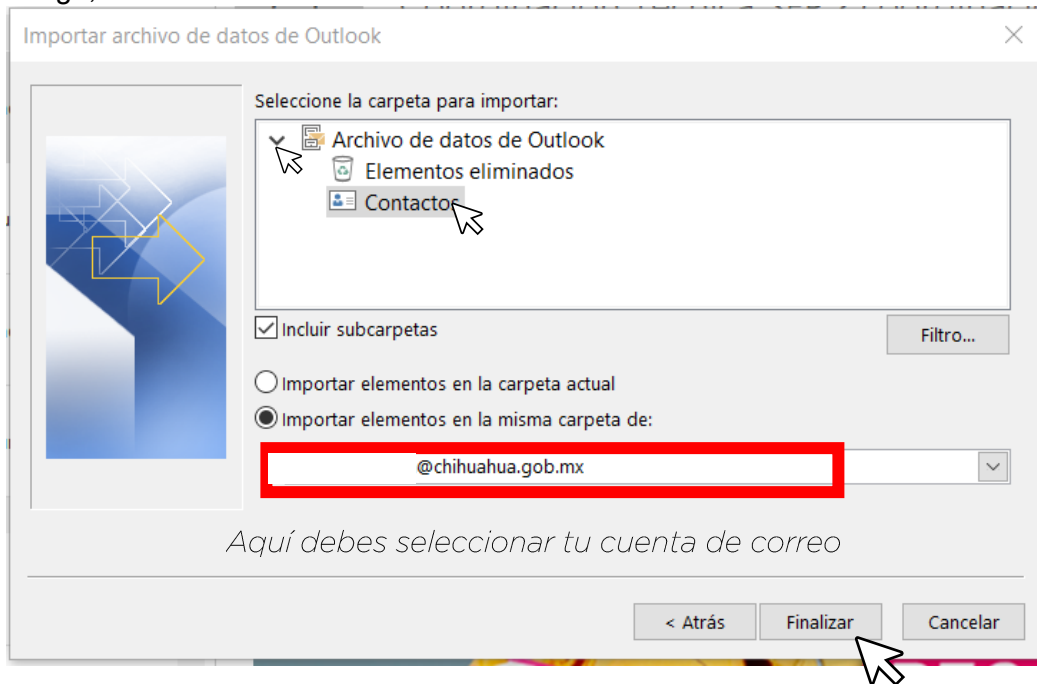 Importar archivo de datos de Outlook
Seleccione la carpeta para importar:
Archivo de datos de Outlook
Elementos eliminados
Contactos
Incluir subcarpetas
Filtro...
Importar elementos en la carpeta actual
Importar elementos en la misma carpeta de:
@chihuahua.gob.mx
Aquí debes seleccionar tu cuenta de correo
< Atrás
Finalizar
Cancelar